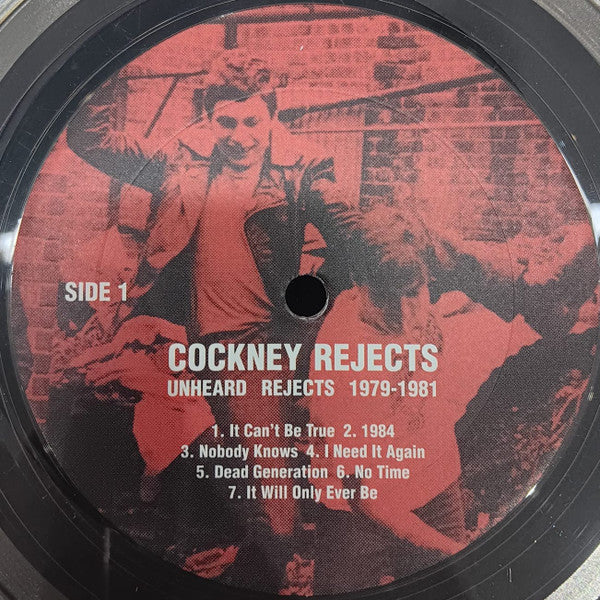 SIDE 1
COCKNEY REJECTS
UNHEARD REJECTS 1979-1981
1. It Can't Be True 2. 1984
3. Nobody Knows 4. I Need It Again
5. Dead Generation 6. No Time
7. It Will Only Ever Be